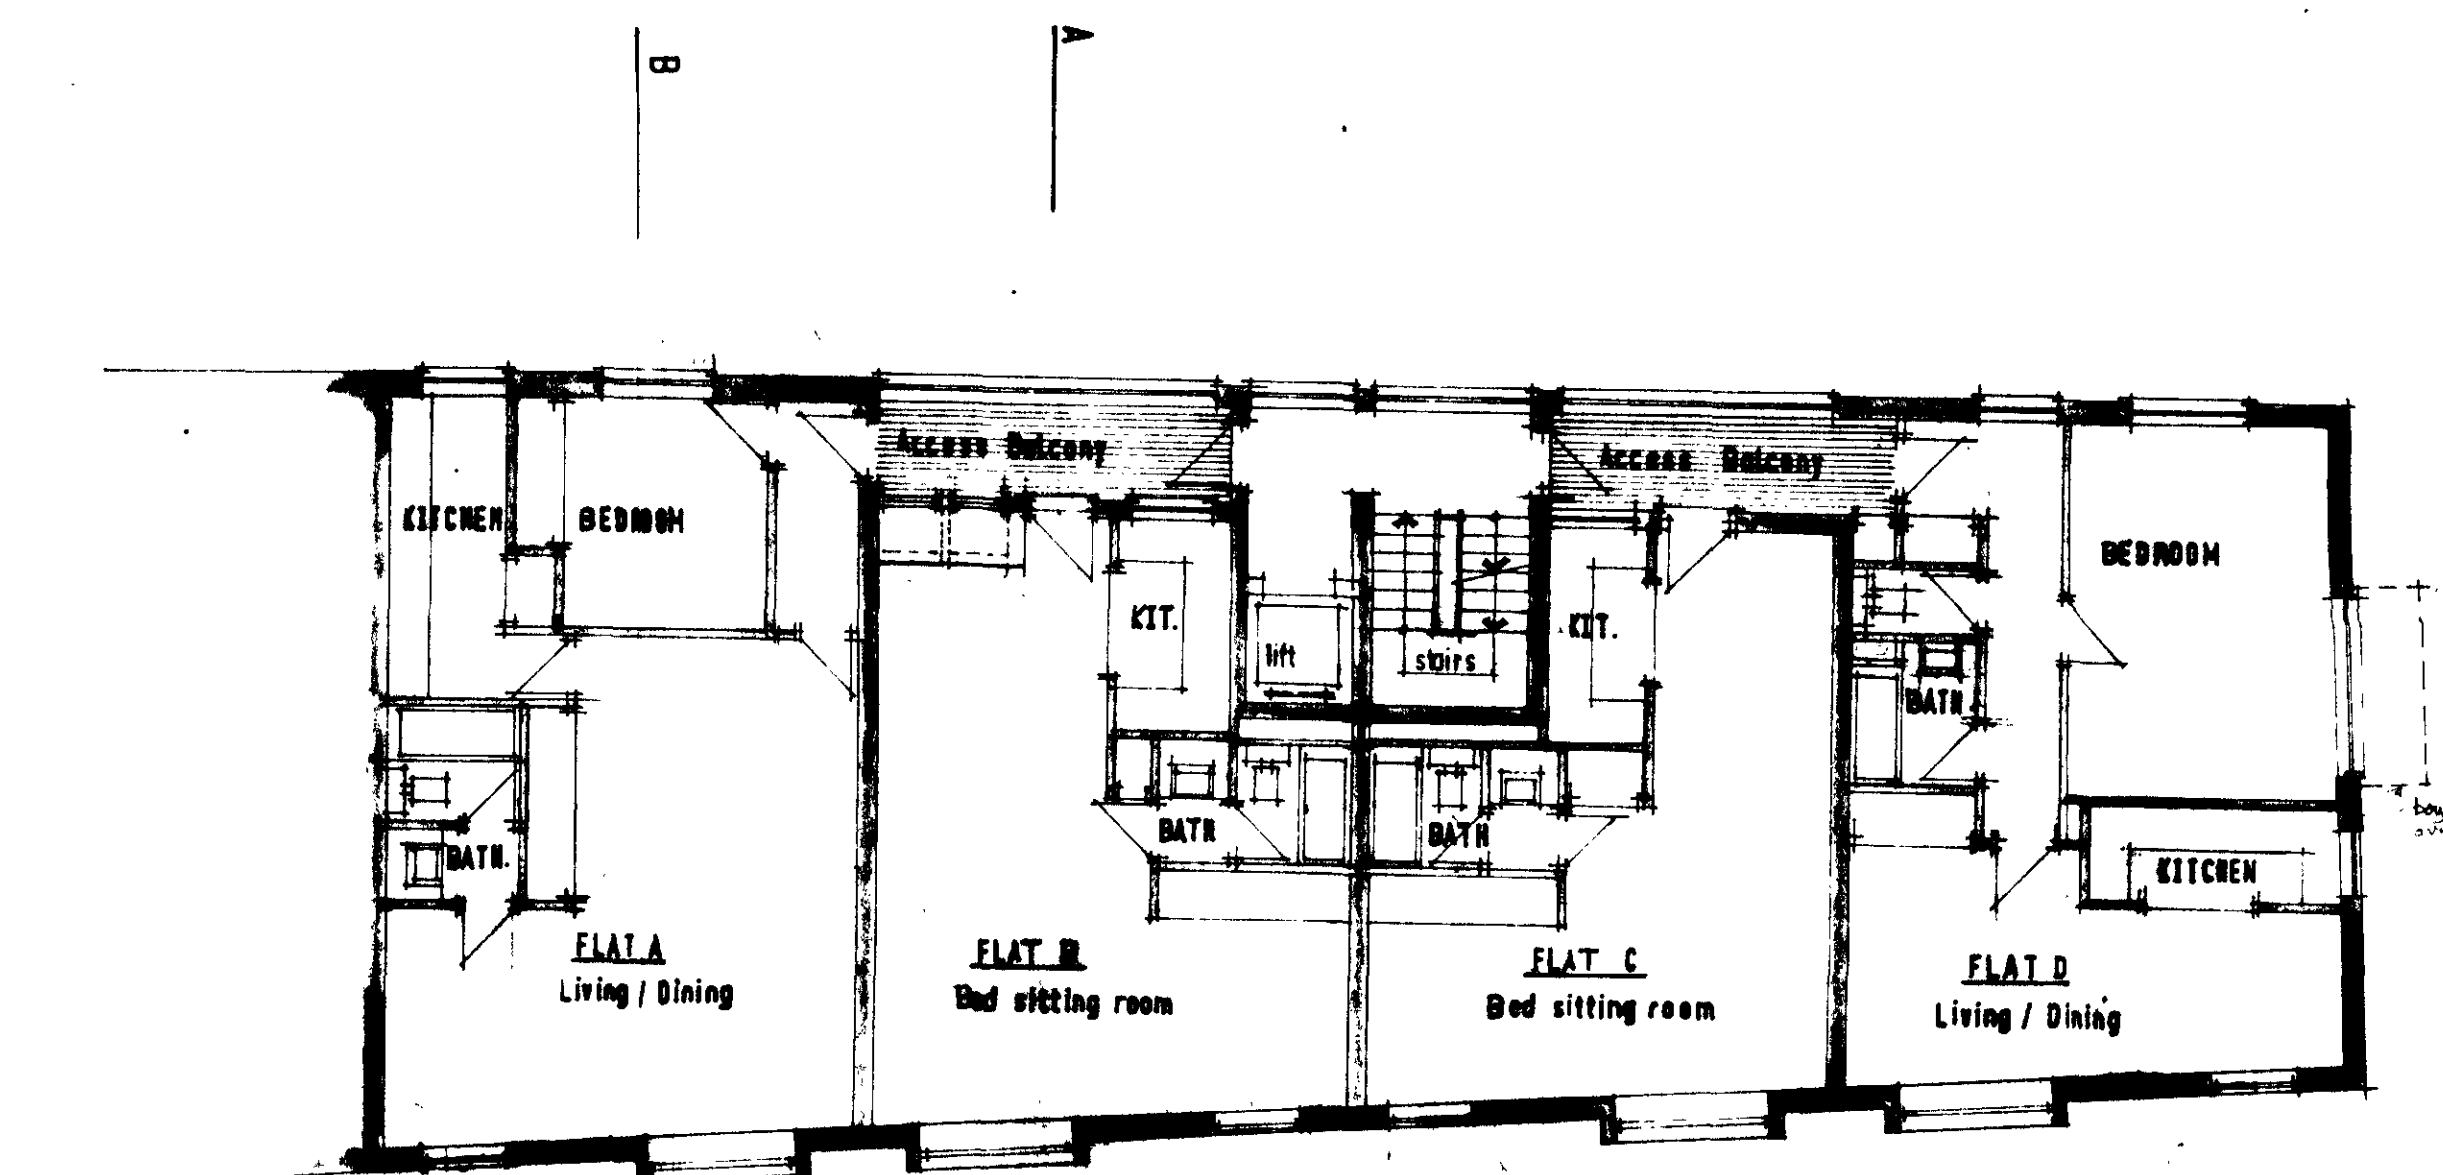 B
A
Access Balcony
Access Balcony
KITCHEN
BEDROOM
BEDROOM
KIT.
lift
stairs
KIT.
BATH.
BATH
BATH
BATH
KITCHEN
FLAT A
Living / Dining
FLAT B
Bed sitting room
FLAT C
Bed sitting room
FLAT D
Living / Dining